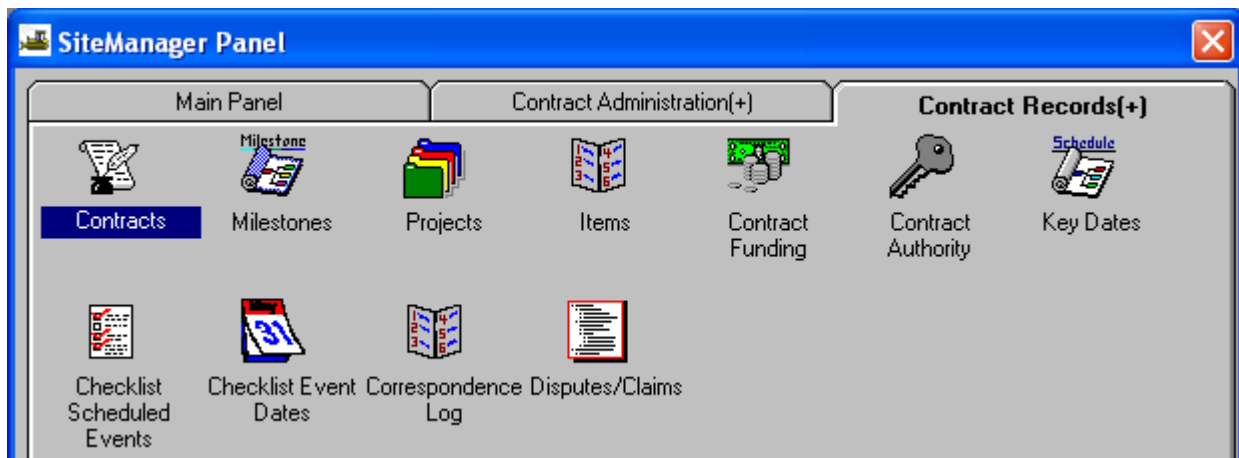 SiteManager Panel
Main Panel
Contract Administration(+)
Contract Records(+)
Milestone
Schedule
Contracts
Milestones
Projects
Items
Contract
Funding
Contract
Authority
Key Dates
May
31
Checklist
Scheduled
Events
Checklist Event
Dates
Correspondence
Log
Disputes/Claims